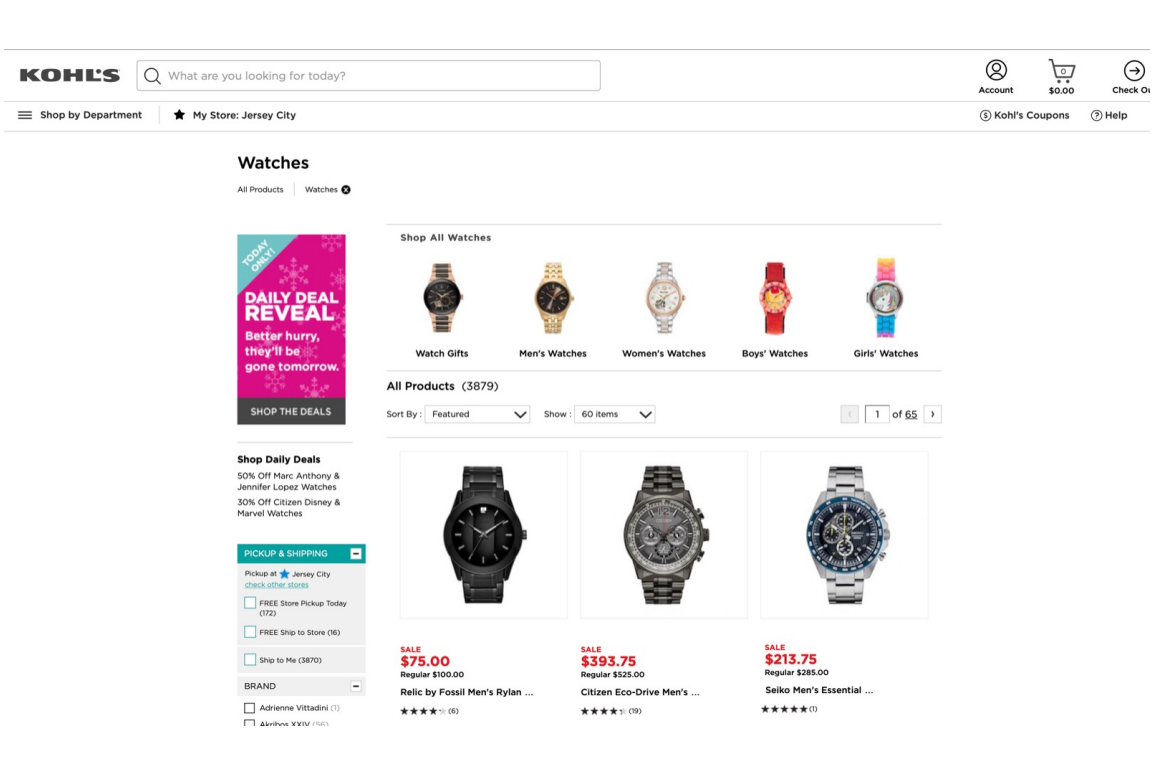 KOHL'S
What are you looking for today?
Account
0
$0.00
Check Ou
Shop by Department
My Store: Jersey City
Kohl's Coupons
Help
Watches
All Products
Watches
TODAY
ONLY!
DAILY DEAL
REVEAL
Better hurry,
they'll be
gone tomorrow.
SHOP THE DEALS
Shop Daily Deals
50% Off Marc Anthony &
Jennifer Lopez Watches
30% Off Citizen Disney &
Marvel Watches
PICKUP & SHIPPING
Pickup at Jersey City
check other stores
FREE Store Pickup Today
(172)
FREE Ship to Store (16)
Ship to Me (3870)
BRAND
Adrienne Vittadini (1)
Akribos XXIV (56)
Shop All Watches
Watch Gifts
Men's Watches
Women's Watches
Boys' Watches
Girls' Watches
All Products (3879)
Sort By : Featured
Show : 60 items
1 of 65
SALE
$75.00
Regular $100.00
Relic by Fossil Men's Rylan ...
(6)
SALE
$393.75
Regular $525.00
Citizen Eco-Drive Men's ...
(19)
SALE
$213.75
Regular $285.00
Seiko Men's Essential ...
(1)